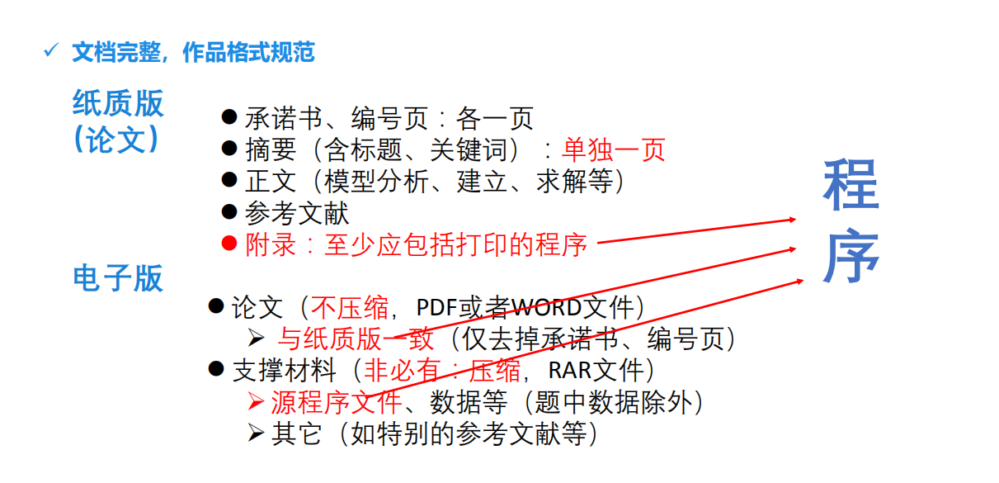 ✓ 文档完整，作品格式规范
纸质版
(论文)
● 承诺书、编号页：各一页
● 摘要（含标题、关键词）：单独一页
● 正文（模型分析、建立、求解等）
● 参考文献
● 附录：至少应包括打印的程序
程
序
电子版
● 论文（不压缩，PDF或者WORD文件）
➢ 与纸质版一致（仅去掉承诺书、编号页）
● 支撑材料（非必有：压缩，RAR文件）
➢ 源程序文件、数据等（题中数据除外）
➢ 其它（如特别的参考文献等）